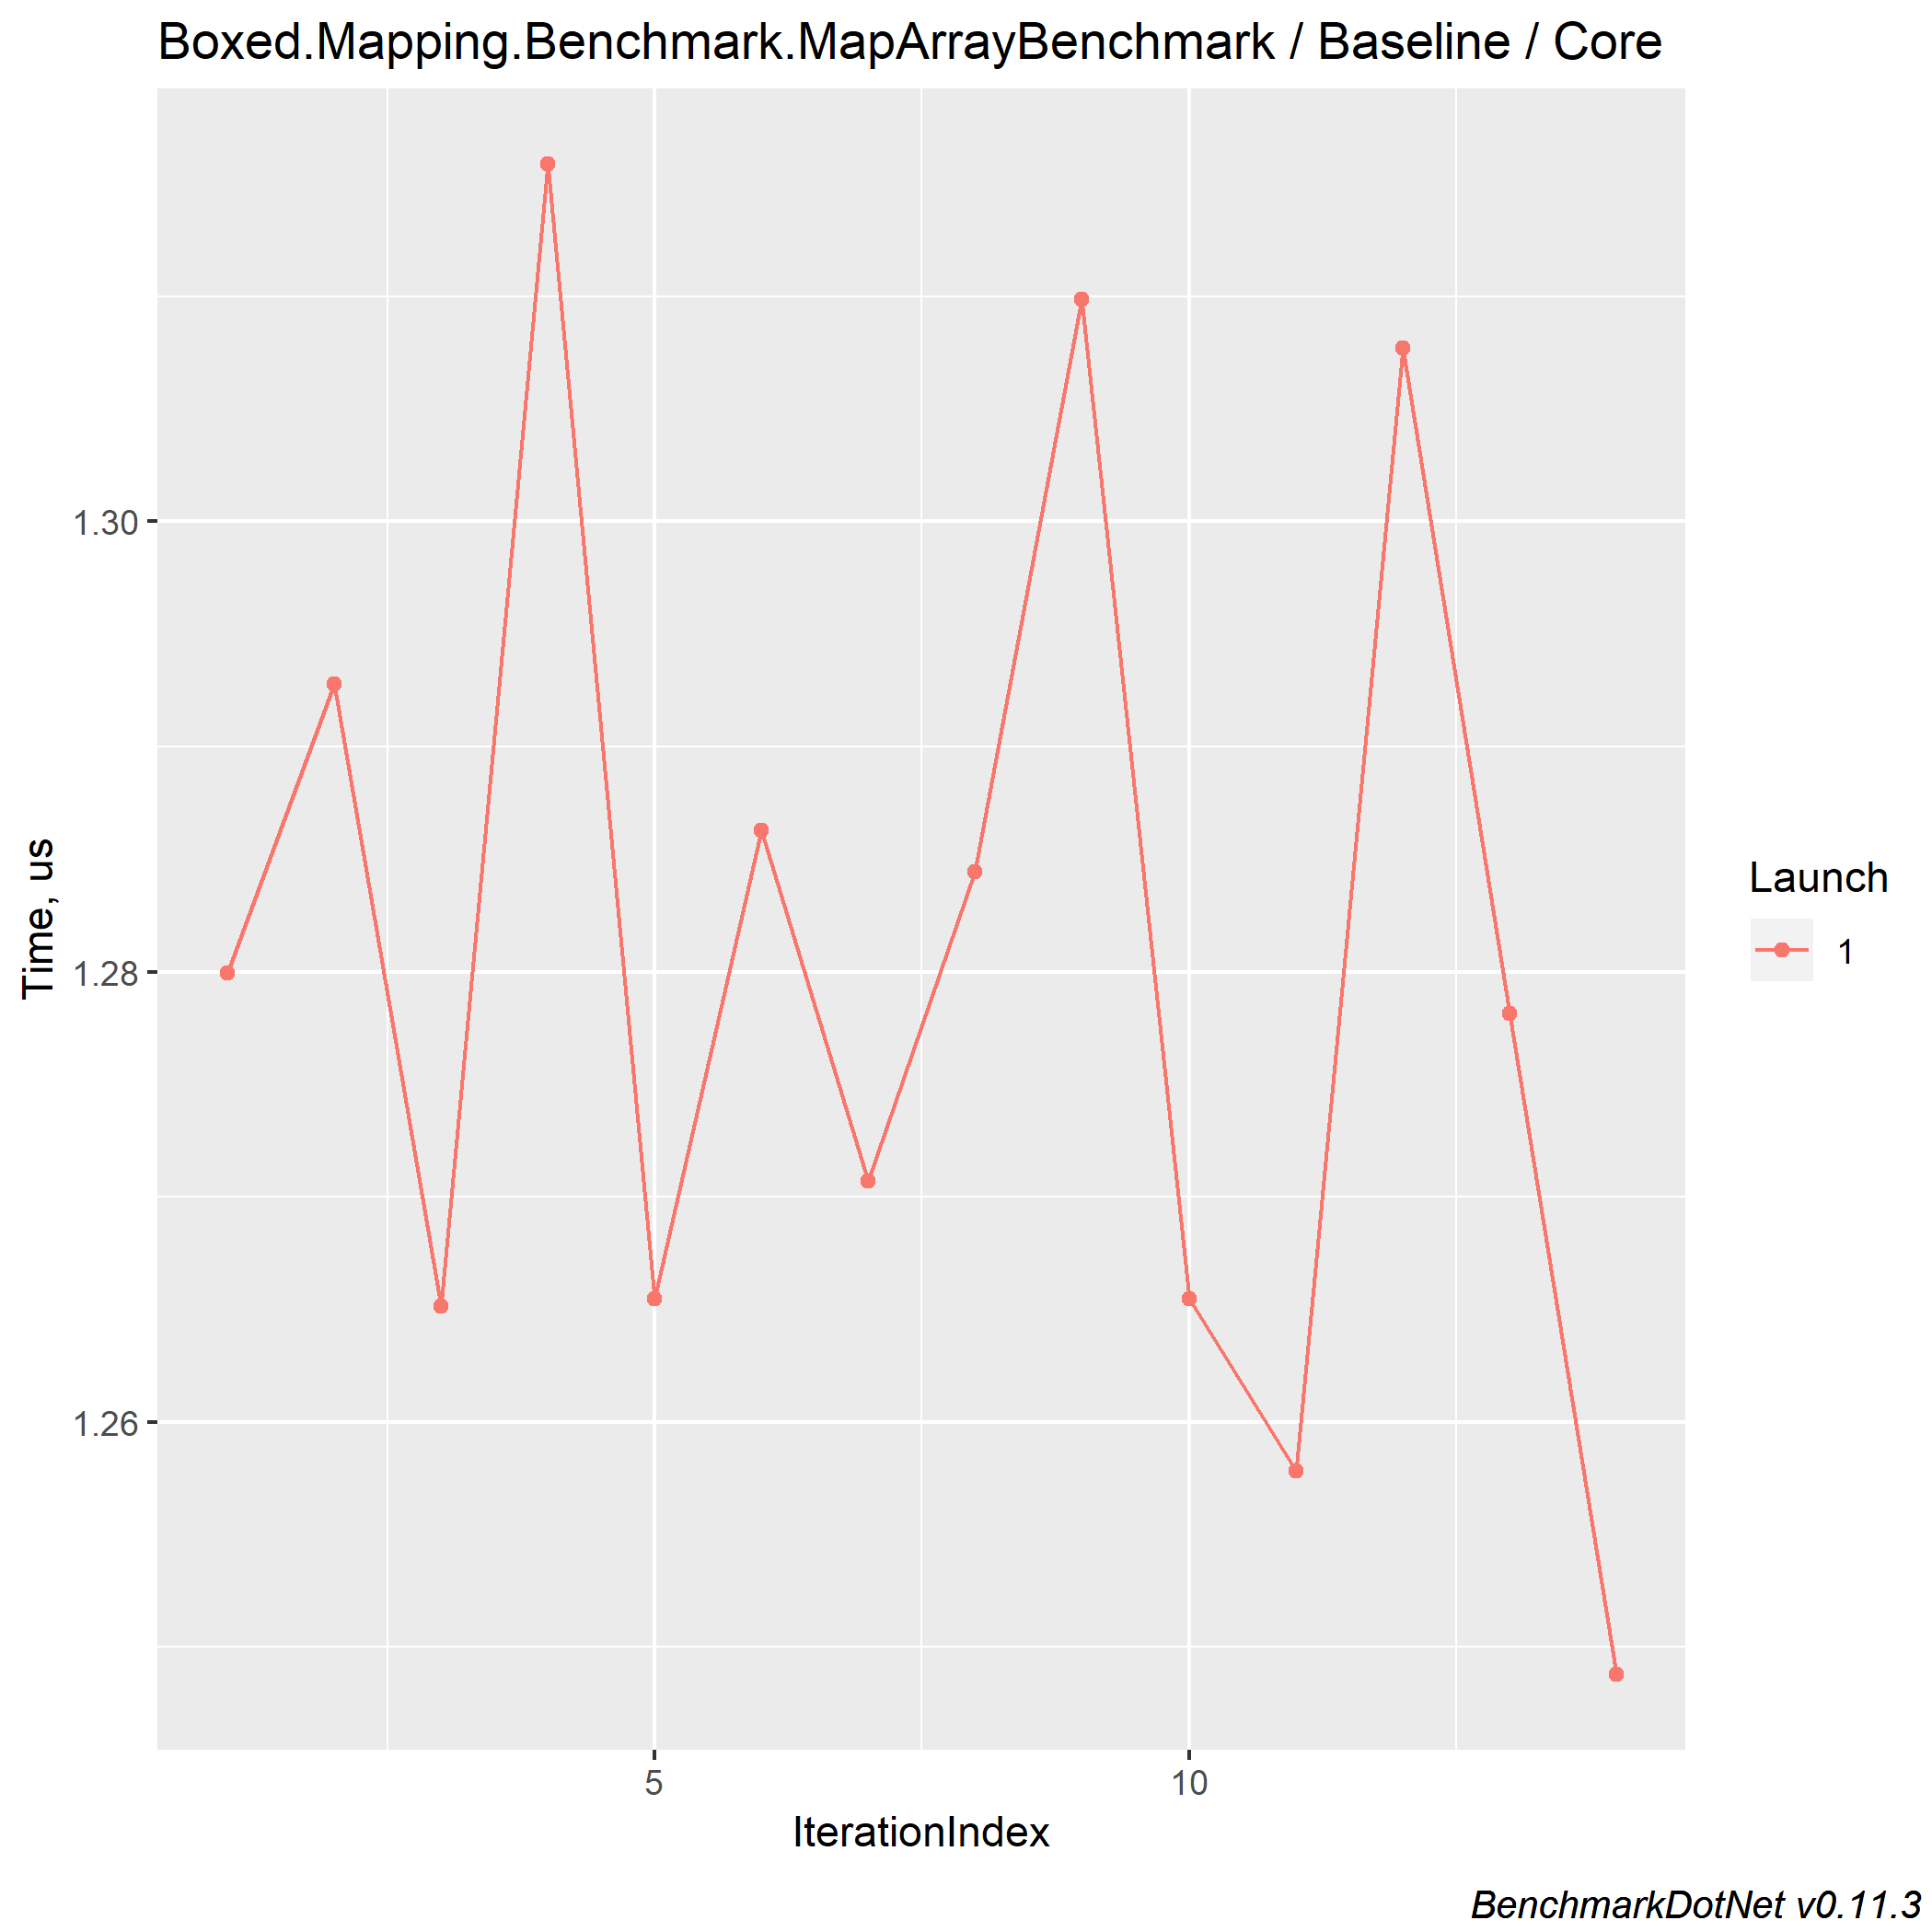 Boxed.Mapping.Benchmark.MapArrayBenchmark / Baseline / Core
Time, us
1.30
1.28
1.26
5 10
IterationIndex
Launch
1
BenchmarkDotNet v0.11.3